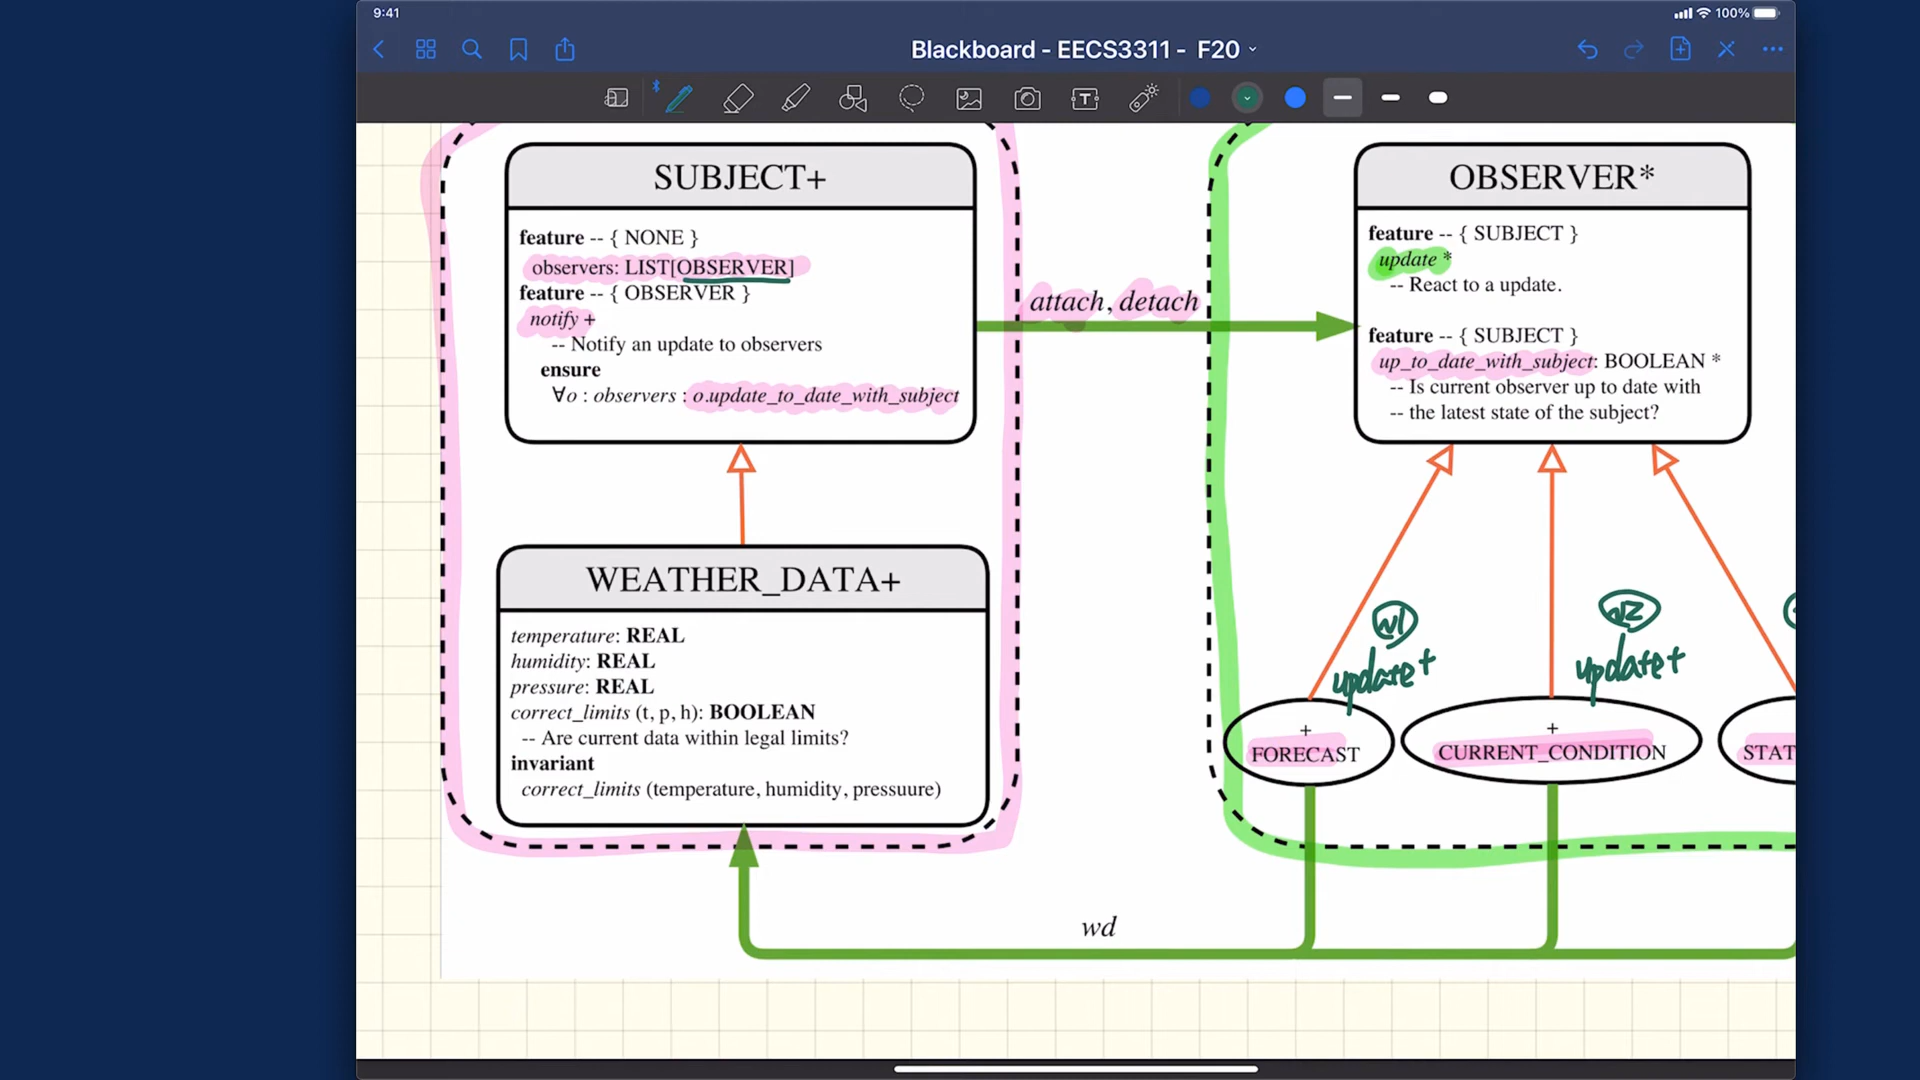 9:41
100%
Blackboard - EECS3311 - F20
SUBJECT+
feature -- { NONE }
observers: LIST[OBSERVER]
feature -- { OBSERVER }
notify +
-- Notify an update to observers
ensure
∀o : observers : o.update_to_date_with_subject
attach, detach
OBSERVER*
feature -- { SUBJECT }
update *
-- React to a update.
feature -- { SUBJECT }
up_to_date_with_subject: BOOLEAN *
-- Is current observer up to date with
-- the latest state of the subject?
WEATHER_DATA+
temperature: REAL
humidity: REAL
pressure: REAL
correct_limits (t, p, h): BOOLEAN
-- Are current data within legal limits?
invariant
correct_limits (temperature, humidity, pressuure)
v1
update+
v2
update+
+
FORECAST
+
CURRENT_CONDITION
STAT
wd